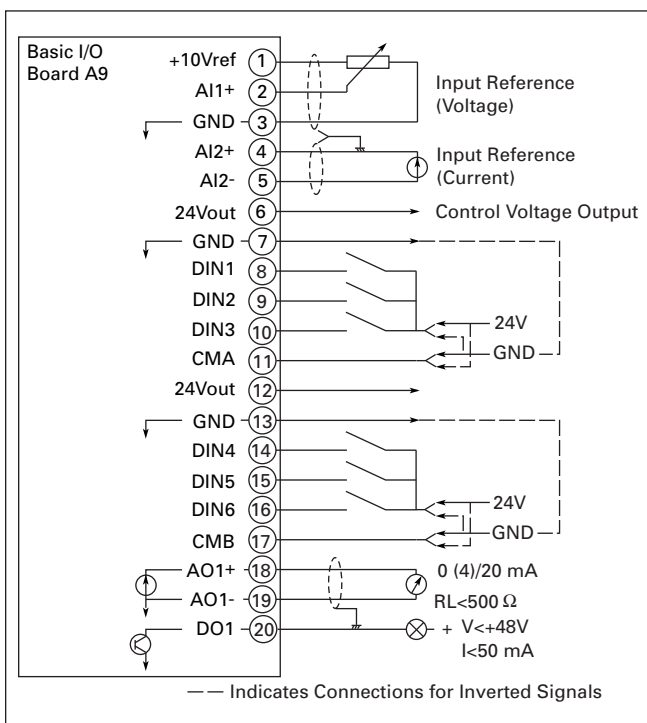 Basic I/O
Board A9
+10Vref 1
AI1+ 2
GND 3
Input Reference
(Voltage)
AI2+ 4
AI2- 5
Input Reference
(Current)
24Vout 6 Control Voltage Output
GND 7
DIN1 8
DIN2 9
DIN3 10 24V
CMA 11 GND
24Vout 12
GND 13
DIN4 14
DIN5 15
DIN6 16 24V
CMB 17 GND
AO1+ 18 0 (4)/20 mA
AO1- 19 RL<500 Ω
DO1 20 + V<+48V
I<50 mA
Indicates Connections for Inverted Signals